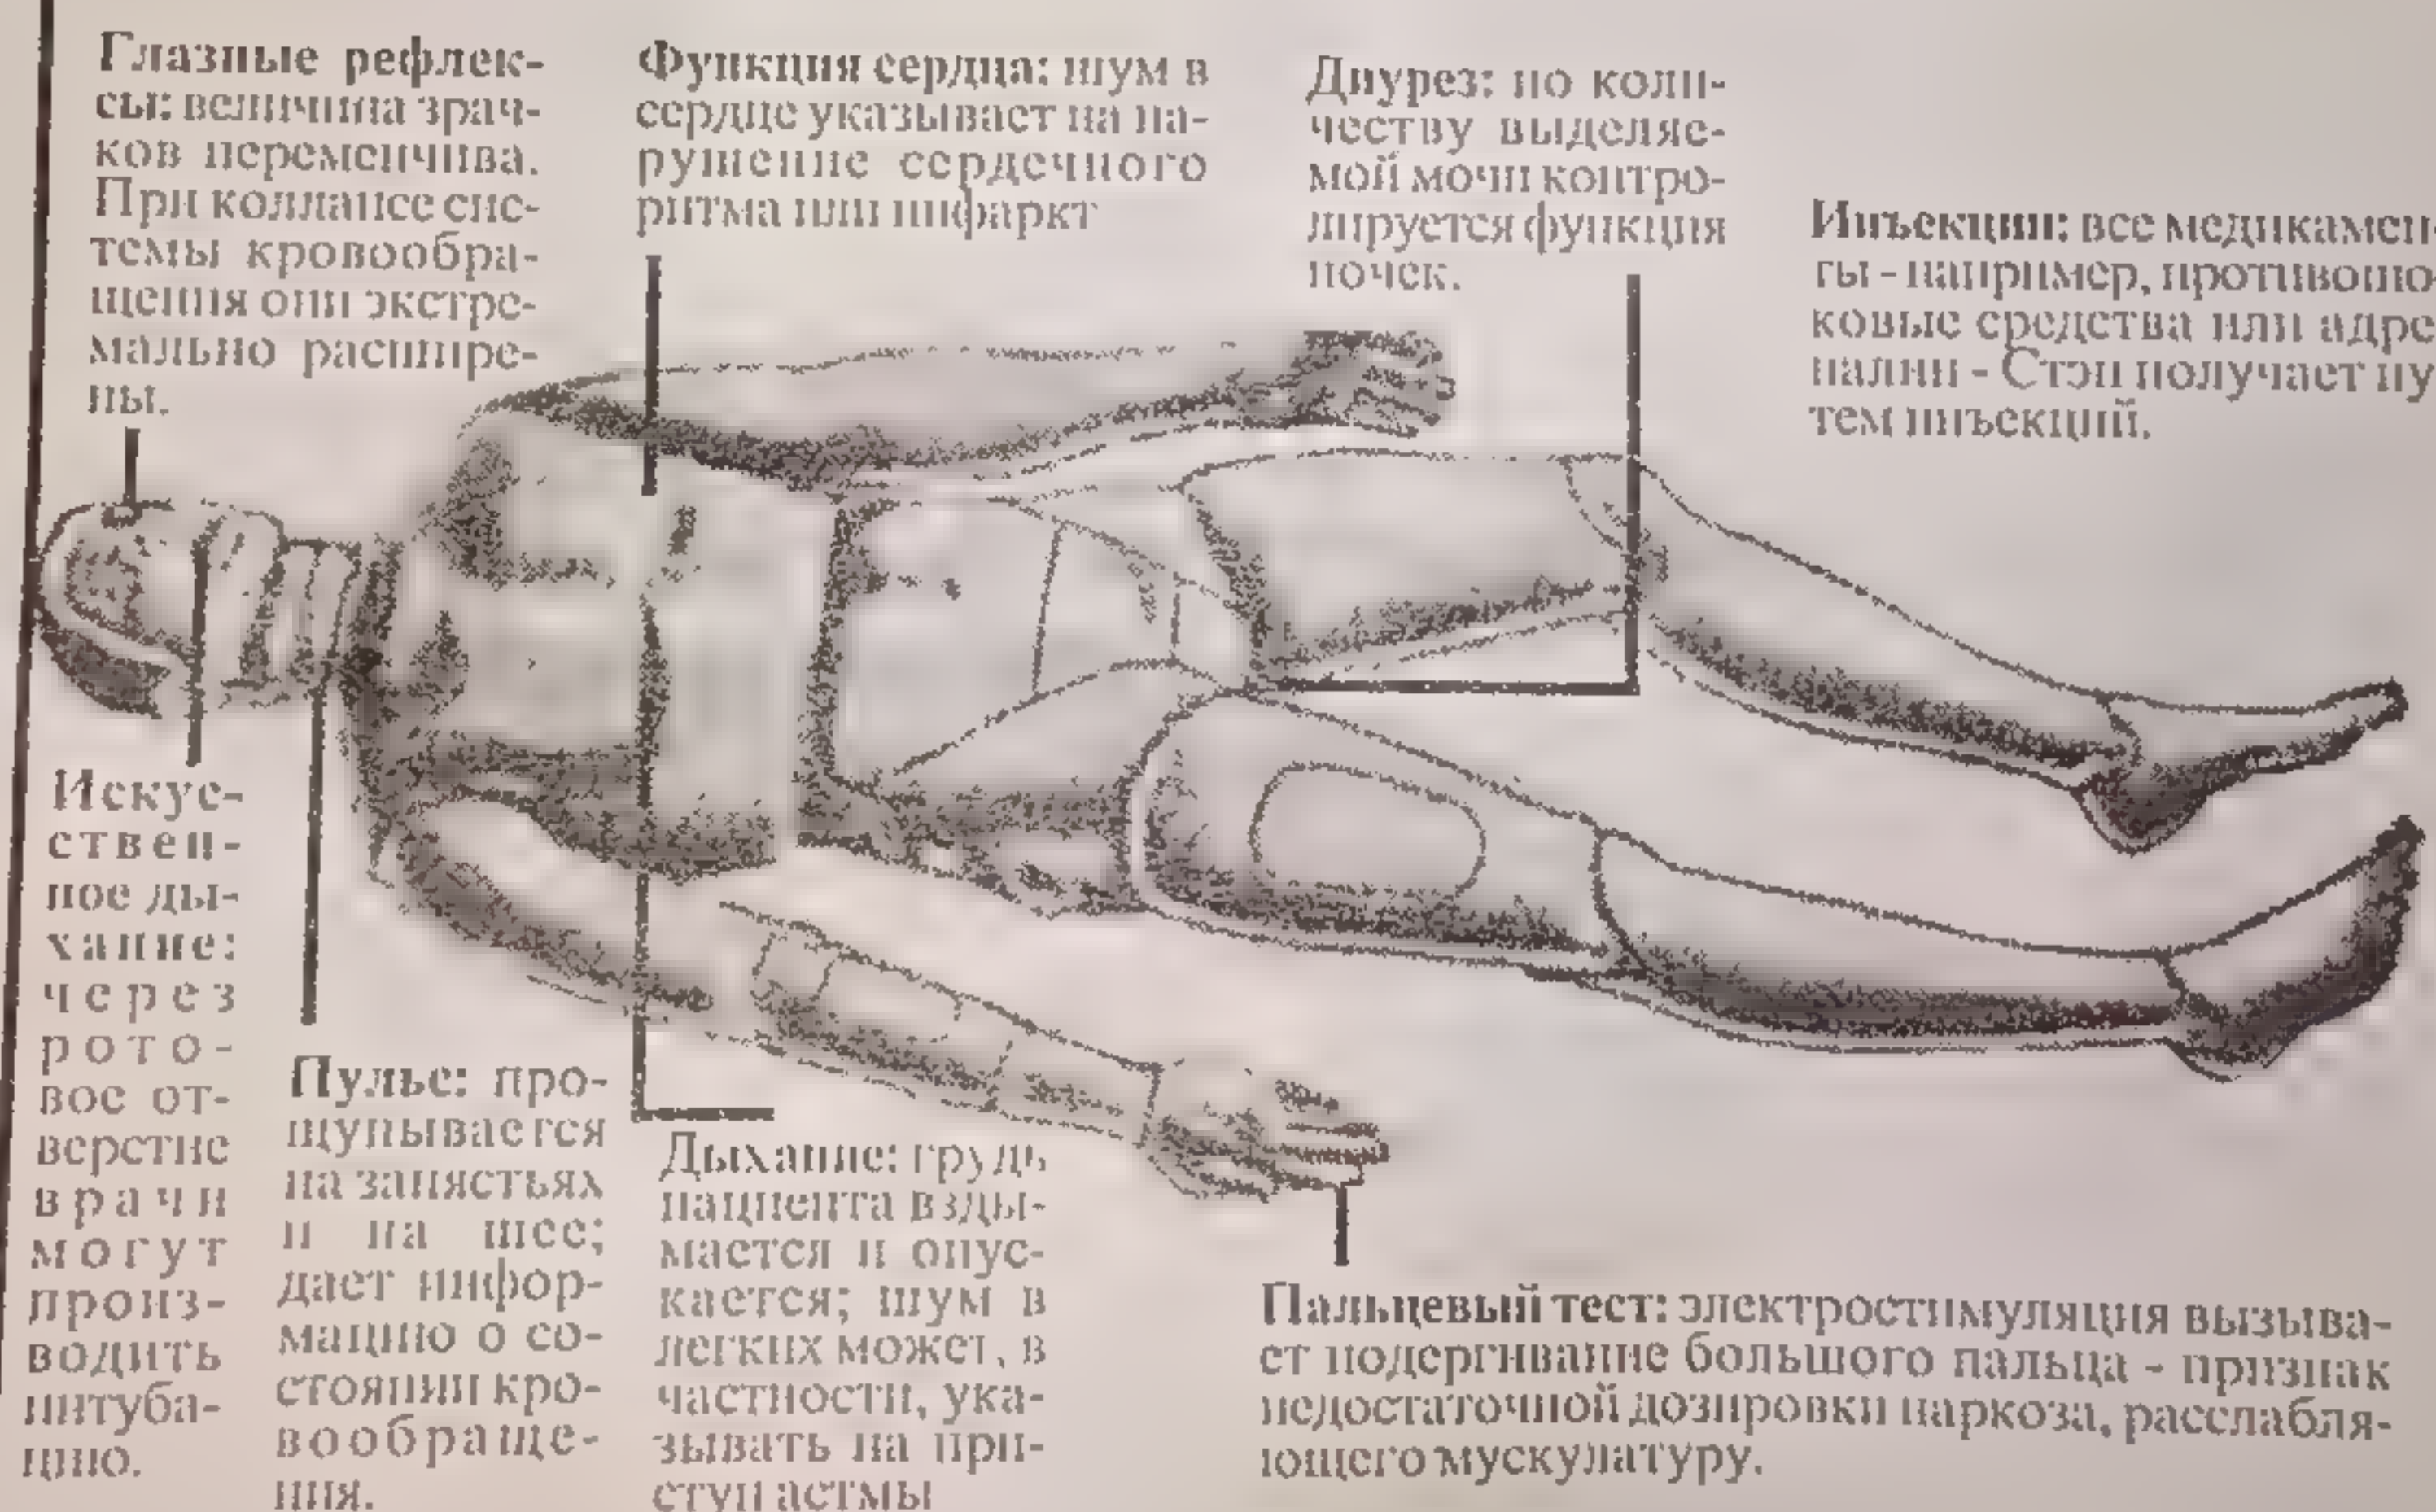 Глазные рефлек-
сы: величина зрач-
ков переменчива.
При коллапсе сис-
темы кровообра-
щения они экстре-
мально расшире-
ны.
Функция сердца: шум в
сердце указывает на на-
рушение сердечного
ритма или инфаркт
Диурез: по коли-
честву выделяе-
мой мочи контро-
лируется функция
почек.
Инъекции: все медикамен-
ты - например, противошо-
ковые средства или адре
налин - Стэн получает пу
тем инъекций.
Искус-
ствен-
ное ды-
хание:
через
рото-
вое от-
верстие
врачи
могут
произ-
водить
интуба-
цию.
Пульс: про-
щупывается
на запястьях
и на шее;
дает инфор-
мацию о со-
стоянии кро-
вообраще-
ния.
Дыхание: грудь
пациента взды-
мается и опус-
кается; шум в
легких может, в
частности, ука-
зывать на при-
ступ астмы
Пальцевый тест: электростимуляция вызыва-
ет подергивание большого пальца - признак
недостаточной дозировки наркоза, расслабля-
ющего мускулатуру.